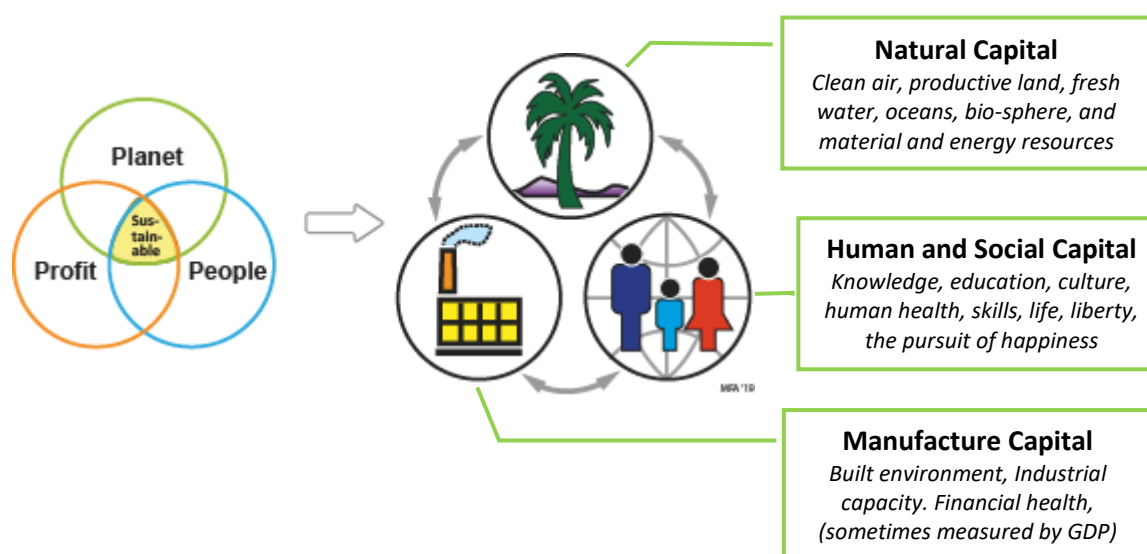 Planet
Profit
People
Sus-
tain-
able
Natural Capital
Clean air, productive land, fresh
water, oceans, bio-sphere, and
material and energy resources
Human and Social Capital
Knowledge, education, culture,
human health, skills, life, liberty,
the pursuit of happiness
MFA '19
Manufacture Capital
Built environment, Industrial
capacity. Financial health,
(sometimes measured by GDP)